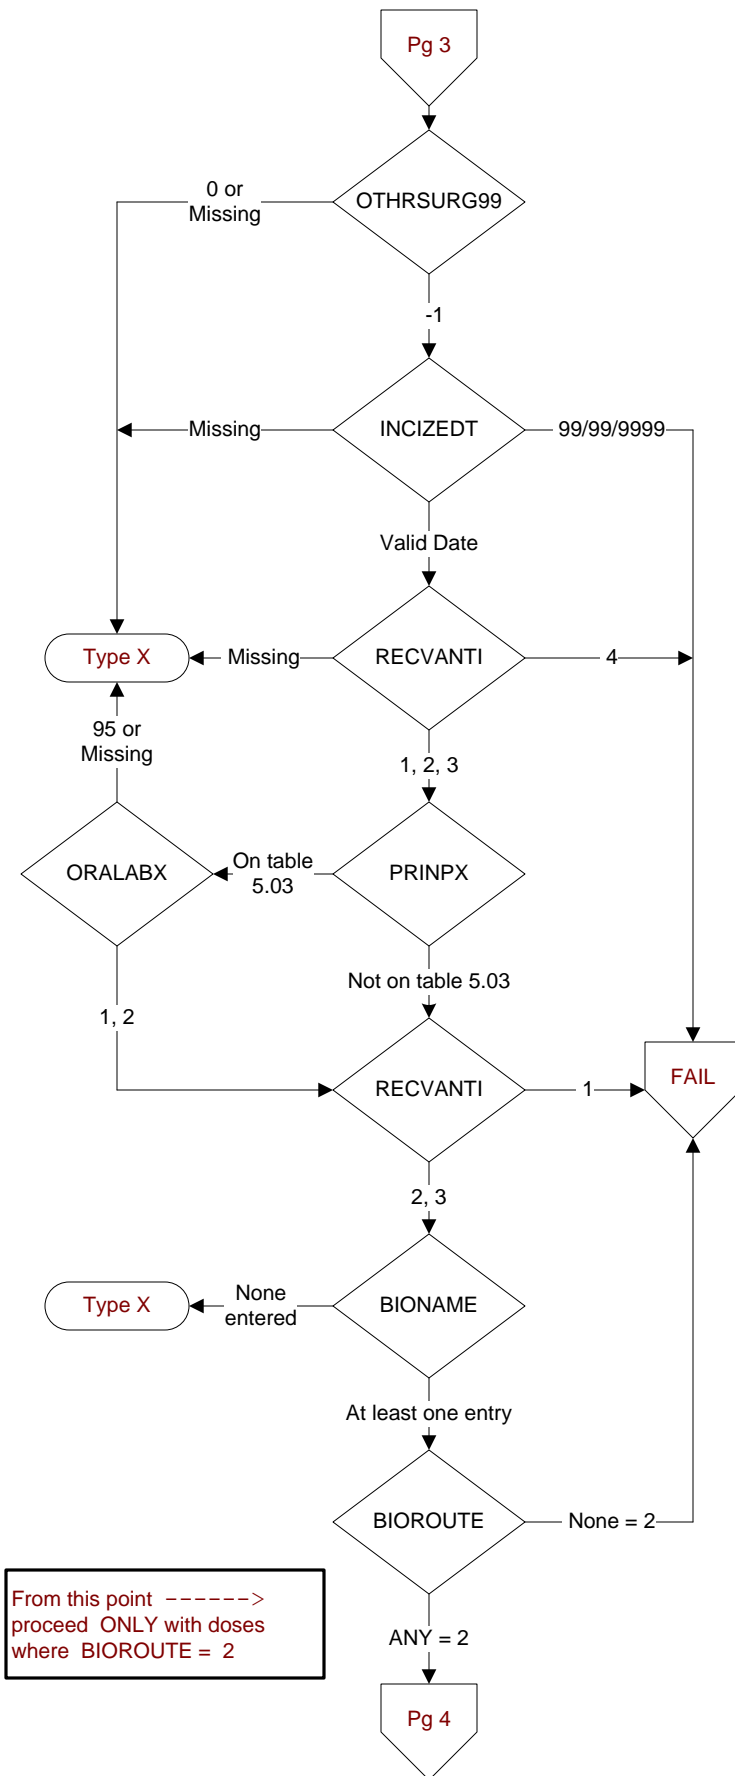 Pg 3
OTHRSURG99
0 or
Missing
-1
INCIZEDT
Missing
99/99/9999
Valid Date
RECVANTI
Missing
4
Type X
1, 2, 3
95 or
Missing
PRINPX
On table
5.03
ORALABX
Not on table 5.03
1, 2
RECVANTI
1
FAIL
2, 3
BIONAME
None
entered
Type X
At least one entry
BIOROUTE
None = 2
From this point ------>
proceed ONLY with doses
where BIOROUTE = 2
ANY = 2
Pg 4